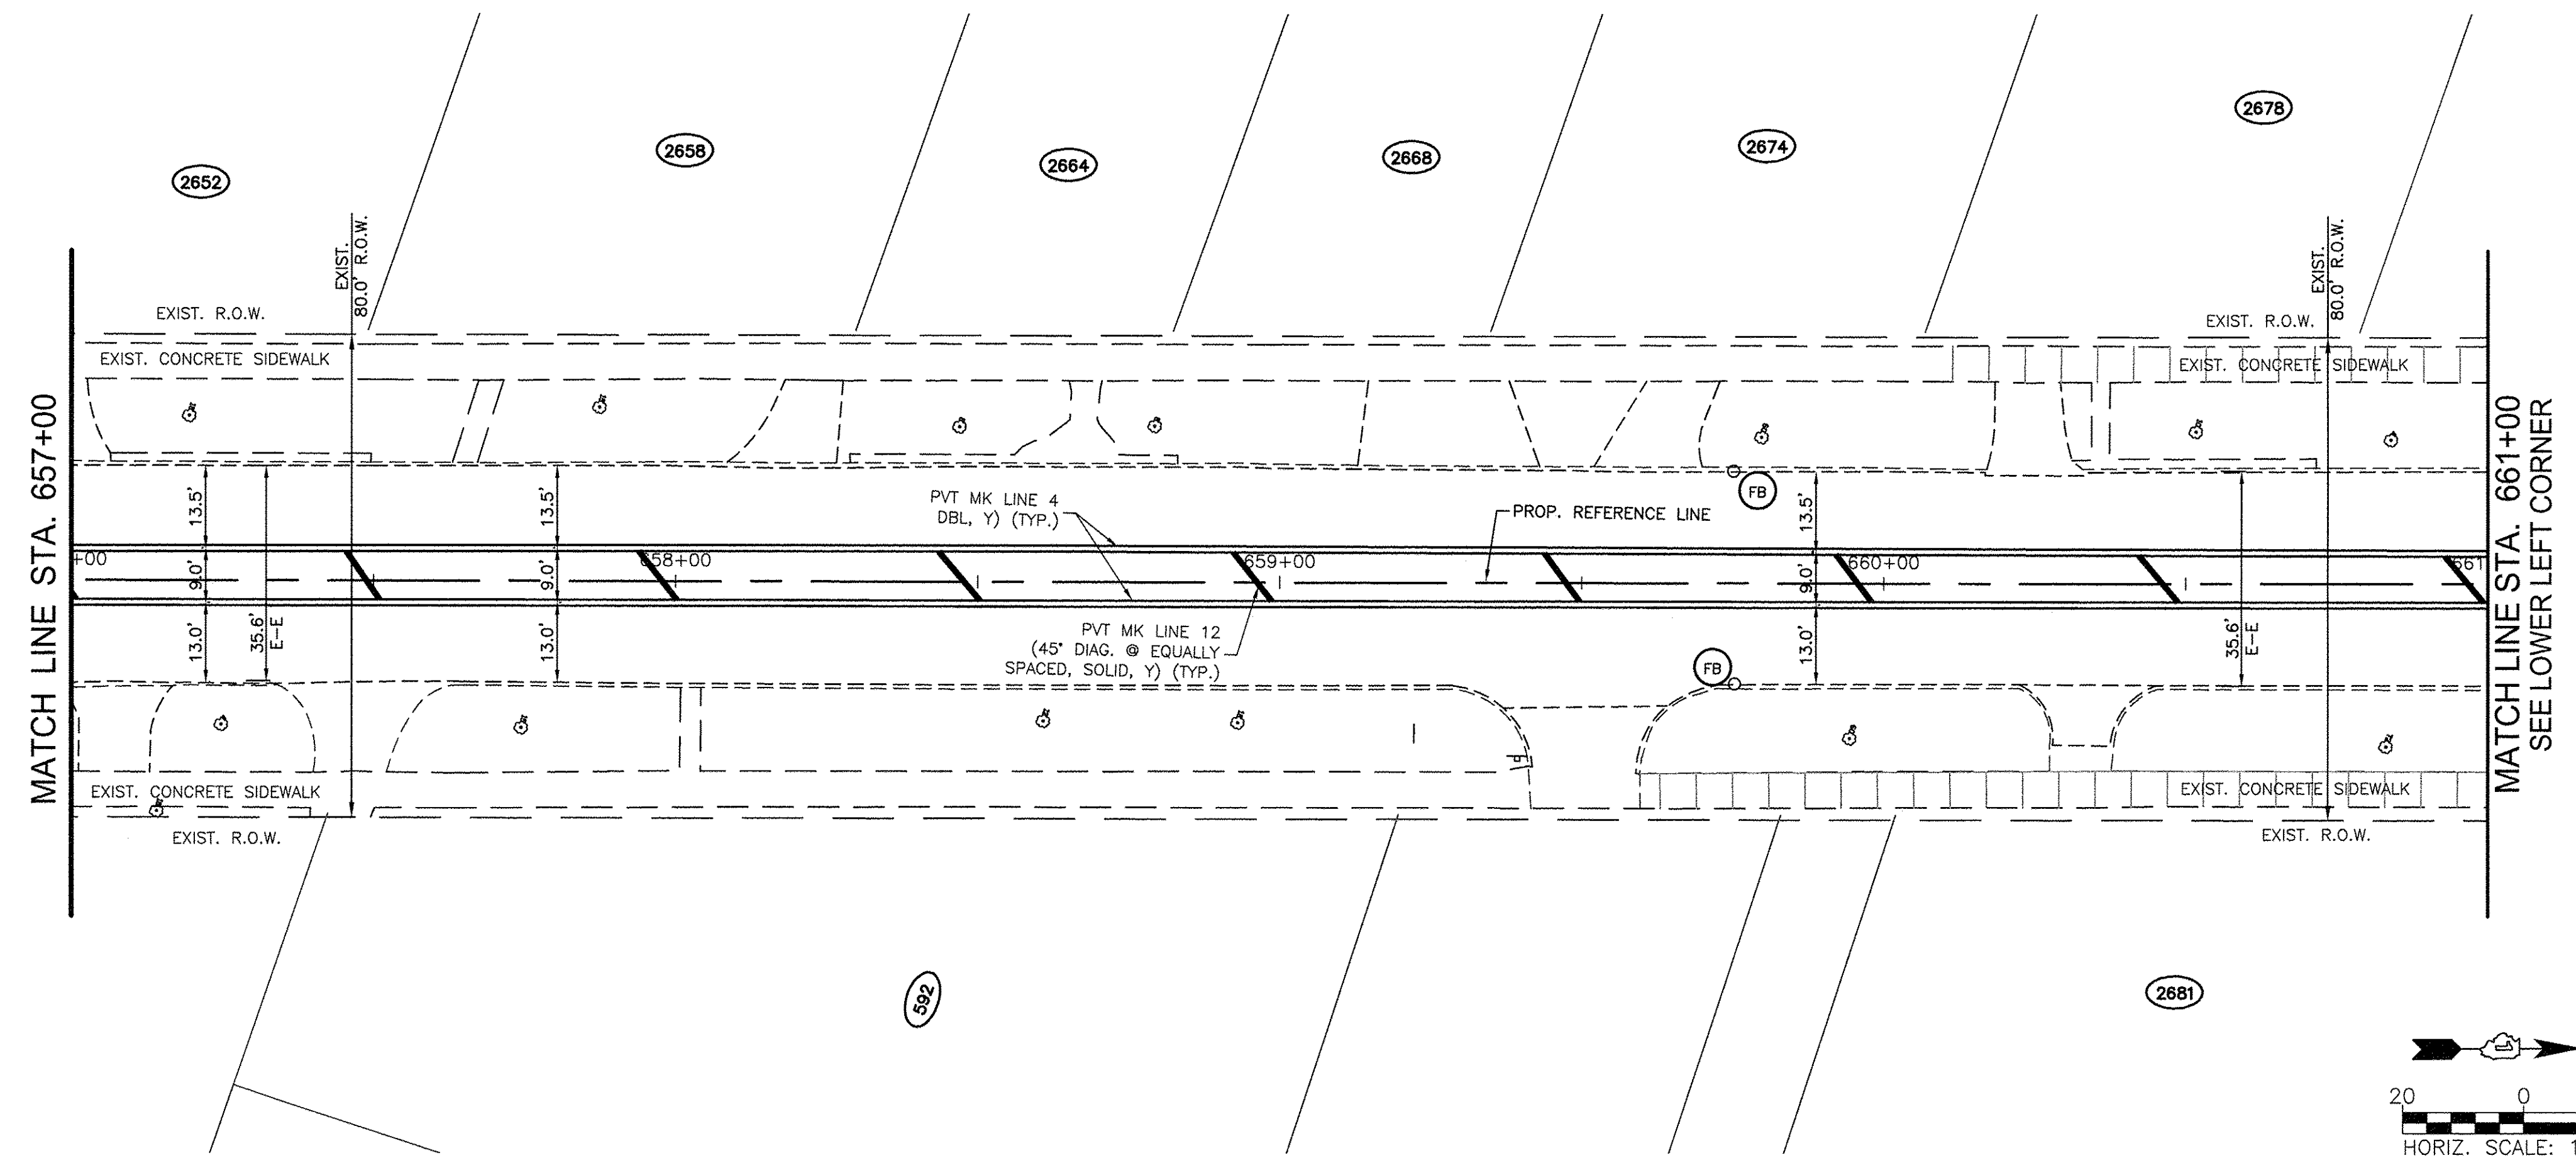 2652
2658
2664
2668
2674
2678
EXIST.
80.0' R.O.W.
EXIST.
80.0' R.O.W.
EXIST. R.O.W.
EXIST. R.O.W.
EXIST. CONCRETE SIDEWALK
EXIST. CONCRETE SIDEWALK
MATCH LINE STA. 657+00
MATCH LINE STA. 661+00
SEE LOWER LEFT CORNER
13.5'
13.5'
PVT MK LINE 4
DBL, Y) (TYP.)
FB
PROP. REFERENCE LINE
13.5'
+00
9.0'
658+00
9.0'
659+00
9.0'
660+00
661
13.0'
35.6'
E-E
13.0'
PVT MK LINE 12
(45° DIAG. @ EQUALLY
SPACED, SOLID, Y) (TYP.)
FB
13.0'
35.6'
E-E
EXIST. CONCRETE SIDEWALK
EXIST. CONCRETE SIDEWALK
EXIST. R.O.W.
EXIST. R.O.W.
592
2681
20 0
HORIZ. SCALE: 1